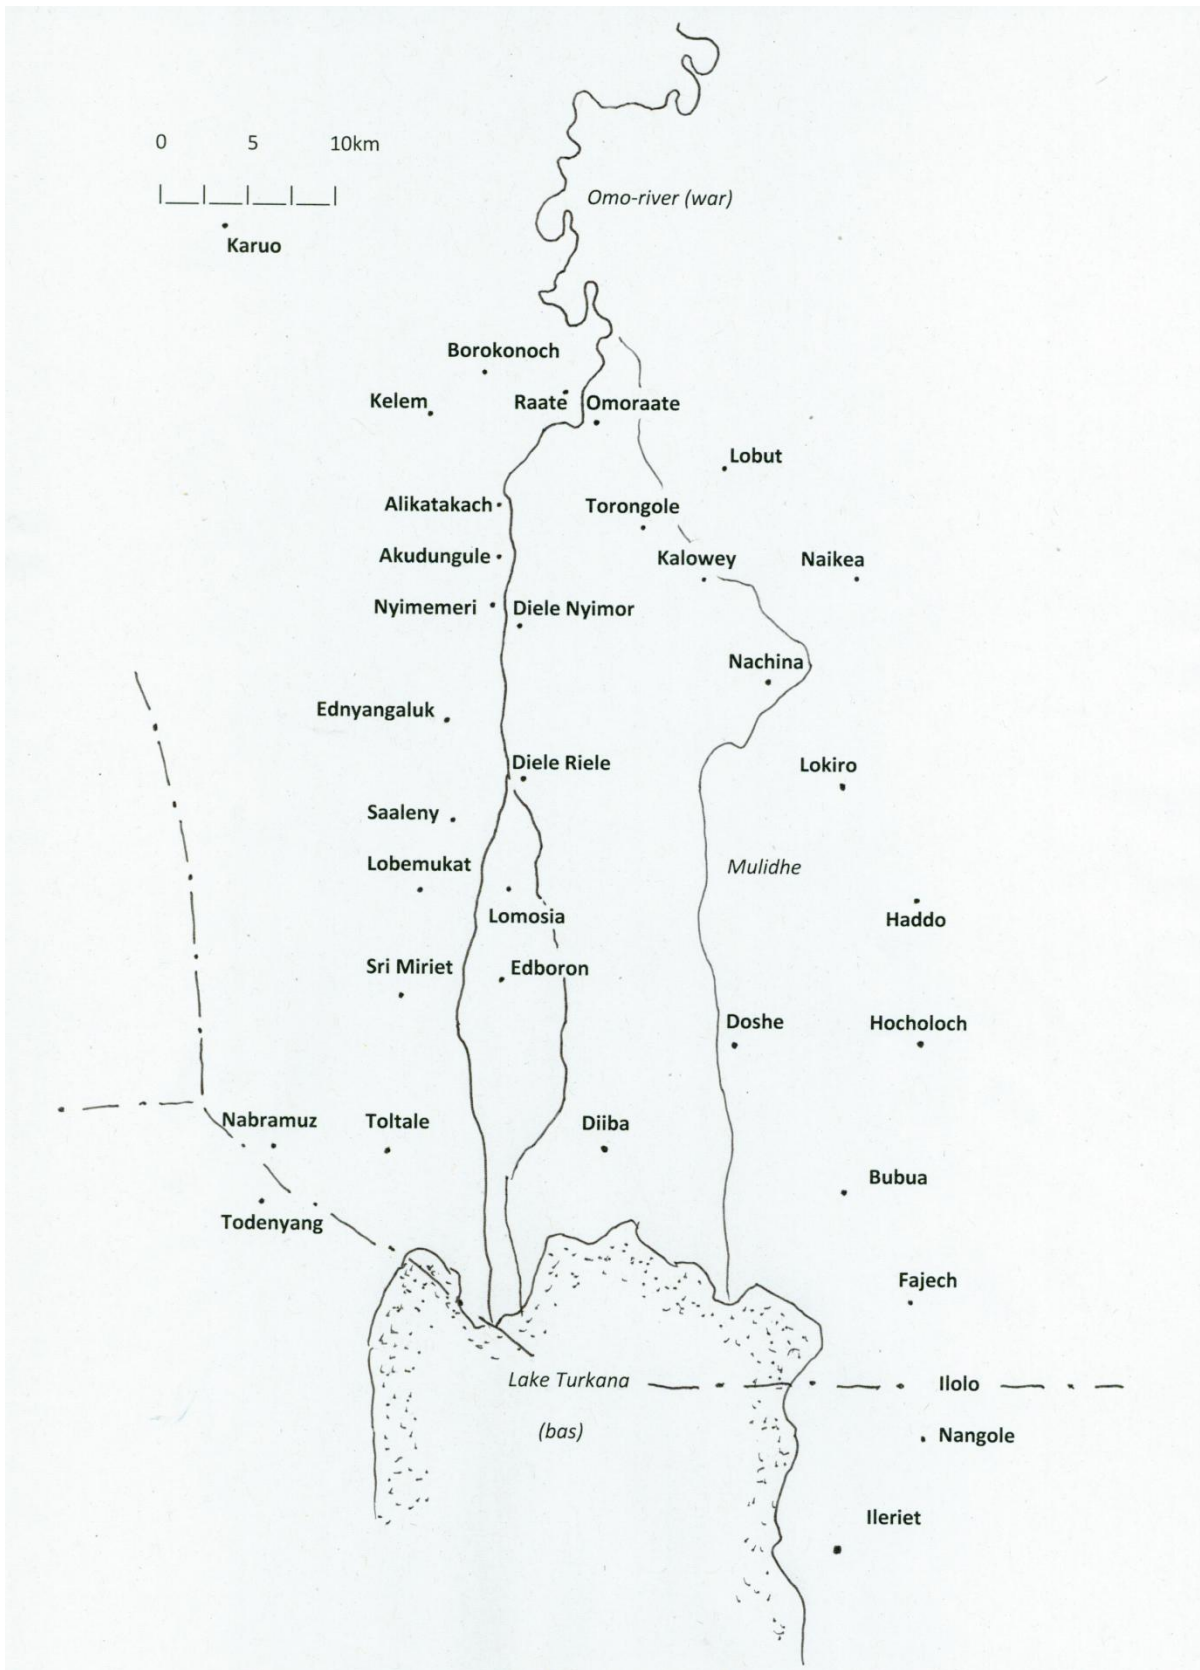 0 5 10km
Omo-river (war)
Karuo
Borokonoch
Kelem
Raate
Omoraate
Lobut
Alikatakach
Torongole
Akudungule
Kalowey
Naikea
Nyimemeri
Diele Nyimor
Nachina
Ednyangaluk
Diele Riele
Lokiro
Saaleny
Lobemukat
Mulidhe
Lomosia
Haddo
Sri Miriet
Edboron
Doshe
Hocholoch
Nabramuz
Toltale
Diiba
Bubua
Todenyang
Fajech
Lake Turkana
Ilolo
(bas)
Nangole
Ileriet